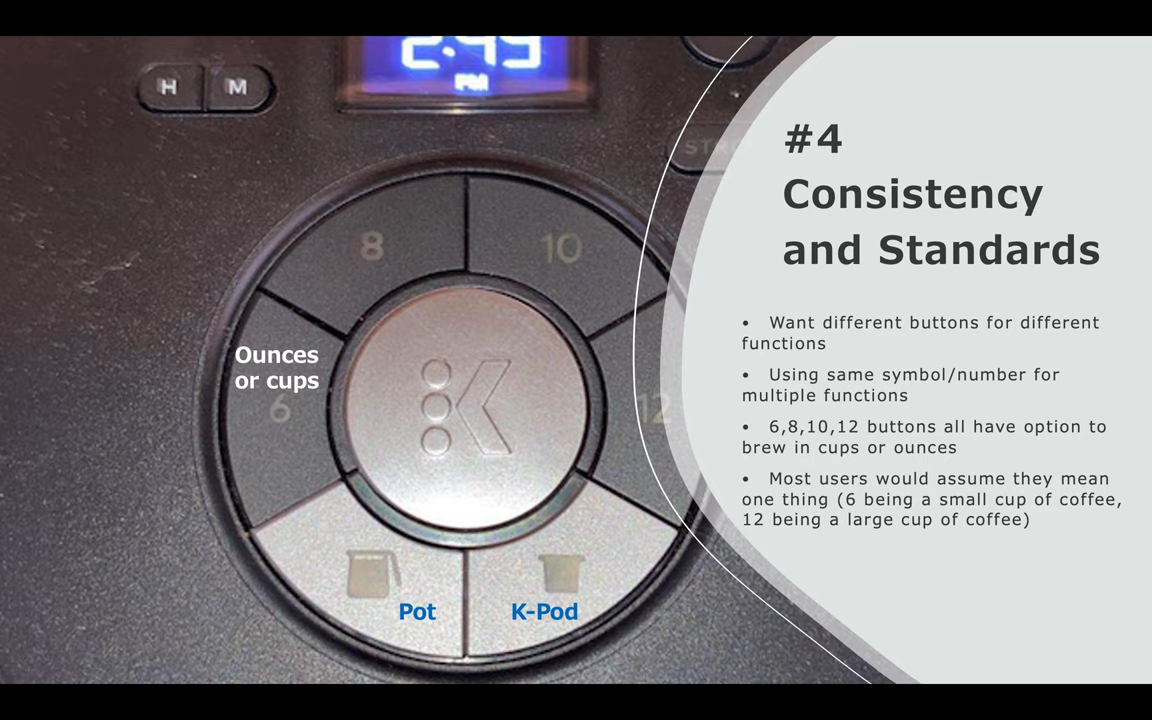 2:45
PM
H M
#4
Consistency
and Standards
8 10
Ounces
or cups
6 12
• Want different buttons for different
functions
• Using same symbol/number for
multiple functions
• 6,8,10,12 buttons all have option to
brew in cups or ounces
• Most users would assume they mean
one thing (6 being a small cup of coffee,
12 being a large cup of coffee)
K
Pot K-Pod